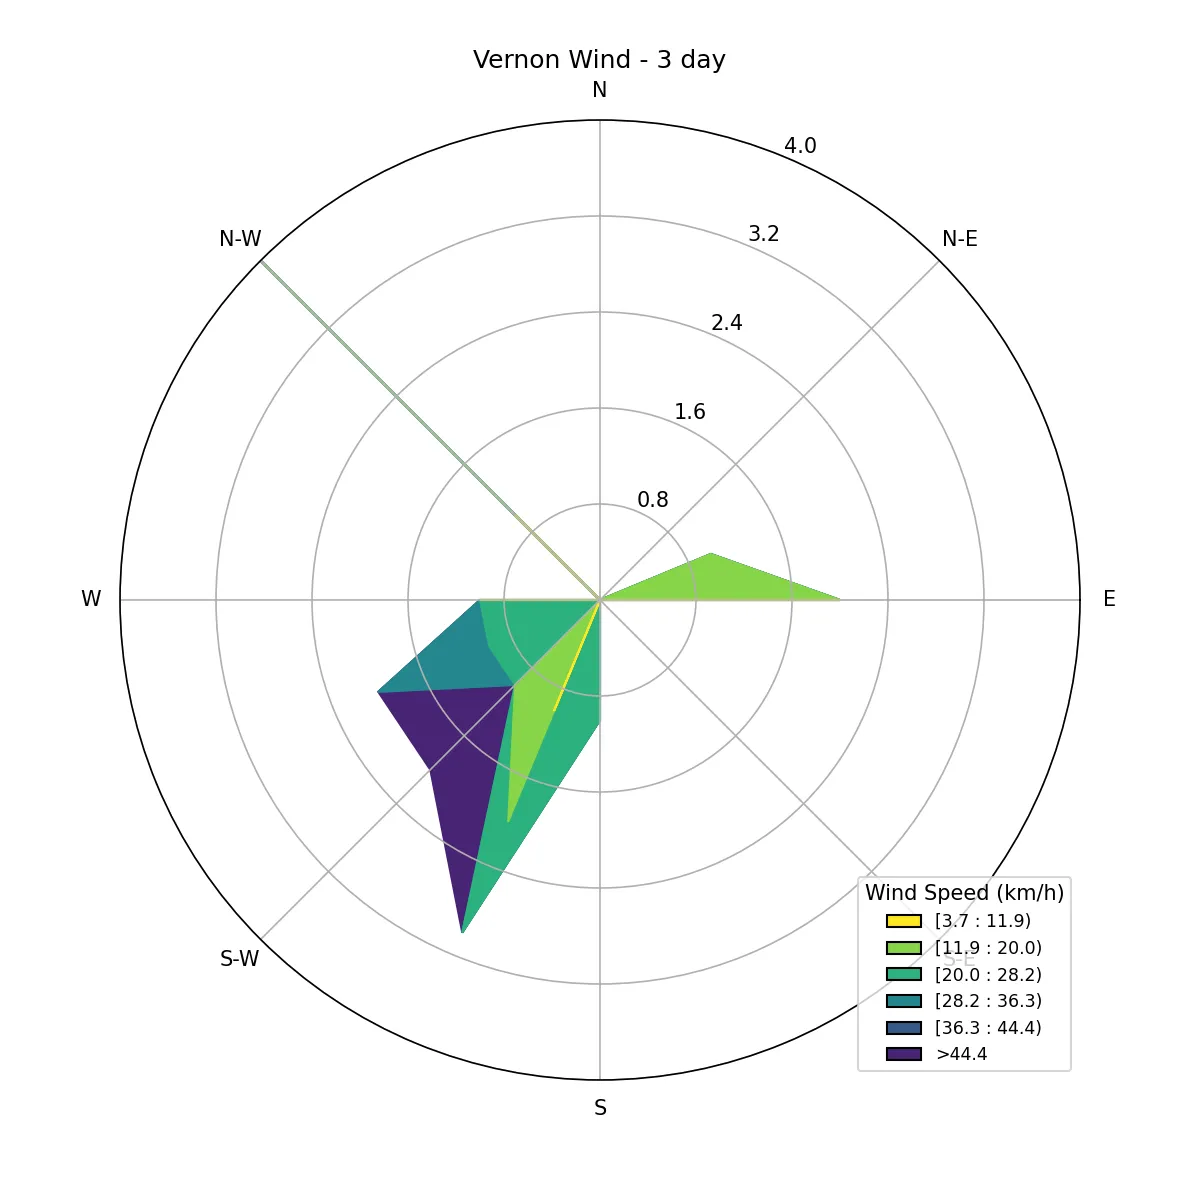 Vernon Wind - 3 day
N
4.0
N-W
3.2
N-E
2.4
1.6
0.8
W
E
S-W
S-E
Wind Speed (km/h)
[3.7 : 11.9)
[11.9 : 20.0)
[20.0 : 28.2)
[28.2 : 36.3)
[36.3 : 44.4)
>44.4
S